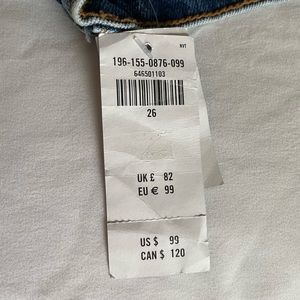 NVT
196-155-0876-099
646501103
26
UK £ 82
EU € 99
US $ 99
CAN $ 120